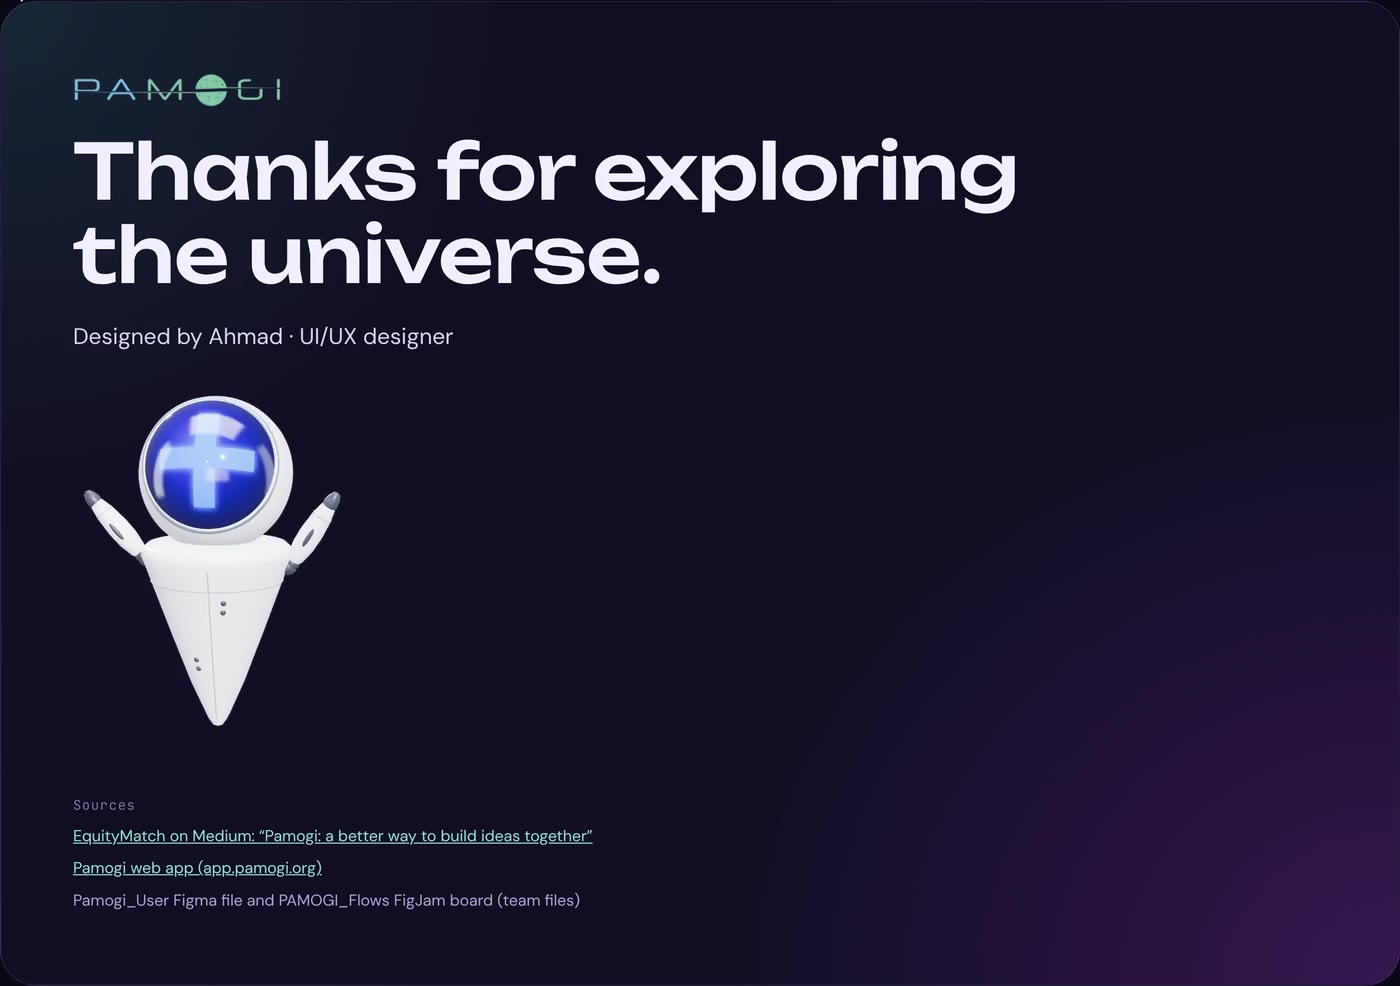 PAMOGI
Thanks for exploring
the universe.
Designed by Ahmad · UI/UX designer
Sources
EquityMatch on Medium: “Pamogi: a better way to build ideas together”
Pamogi web app (app.pamogi.org)
Pamogi_User Figma file and PAMOGI_Flows FigJam board (team files)